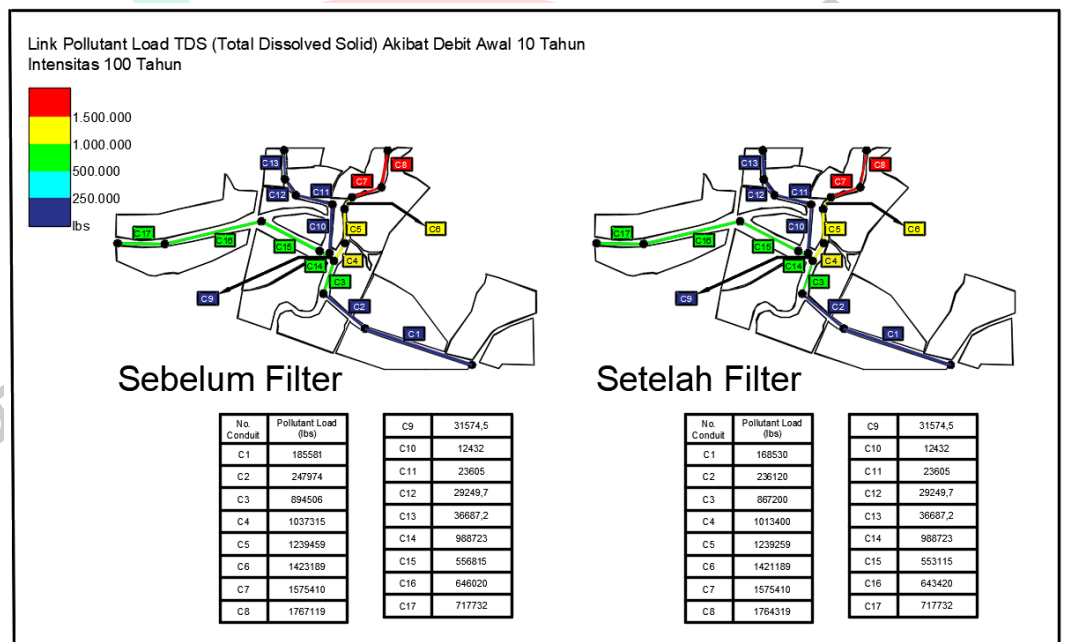 Link Pollutant Load TDS (Total Dissolved Solid) Akibat Debit Awal 10 Tahun
Intensitas 100 Tahun
1.500.000
1.000.000
500.000
250.000
lbs
C13
C8
C7
C12
C11
C10
C5
C6
C17
C16
C15
C4
C14
C3
C9
C2
C1
Sebelum Filter
C13
C8
C7
C12
C11
C10
C5
C6
C17
C16
C15
C4
C14
C3
C9
C2
C1
Setelah Filter
No. Conduit Pollutant Load (lbs)
C1 185581
C2 247974
C3 894506
C4 1037315
C5 1239459
C6 1423189
C7 1575410
C8 1767119
C9 31574,5
C10 12432
C11 23605
C12 29249,7
C13 36687,2
C14 988723
C15 556815
C16 646020
C17 717732
No. Conduit Pollutant Load (lbs)
C1 168530
C2 236120
C3 867200
C4 1013400
C5 1239259
C6 1421189
C7 1575410
C8 1764319
C9 31574,5
C10 12432
C11 23605
C12 29249,7
C13 36687,2
C14 988723
C15 553115
C16 643420
C17 717732